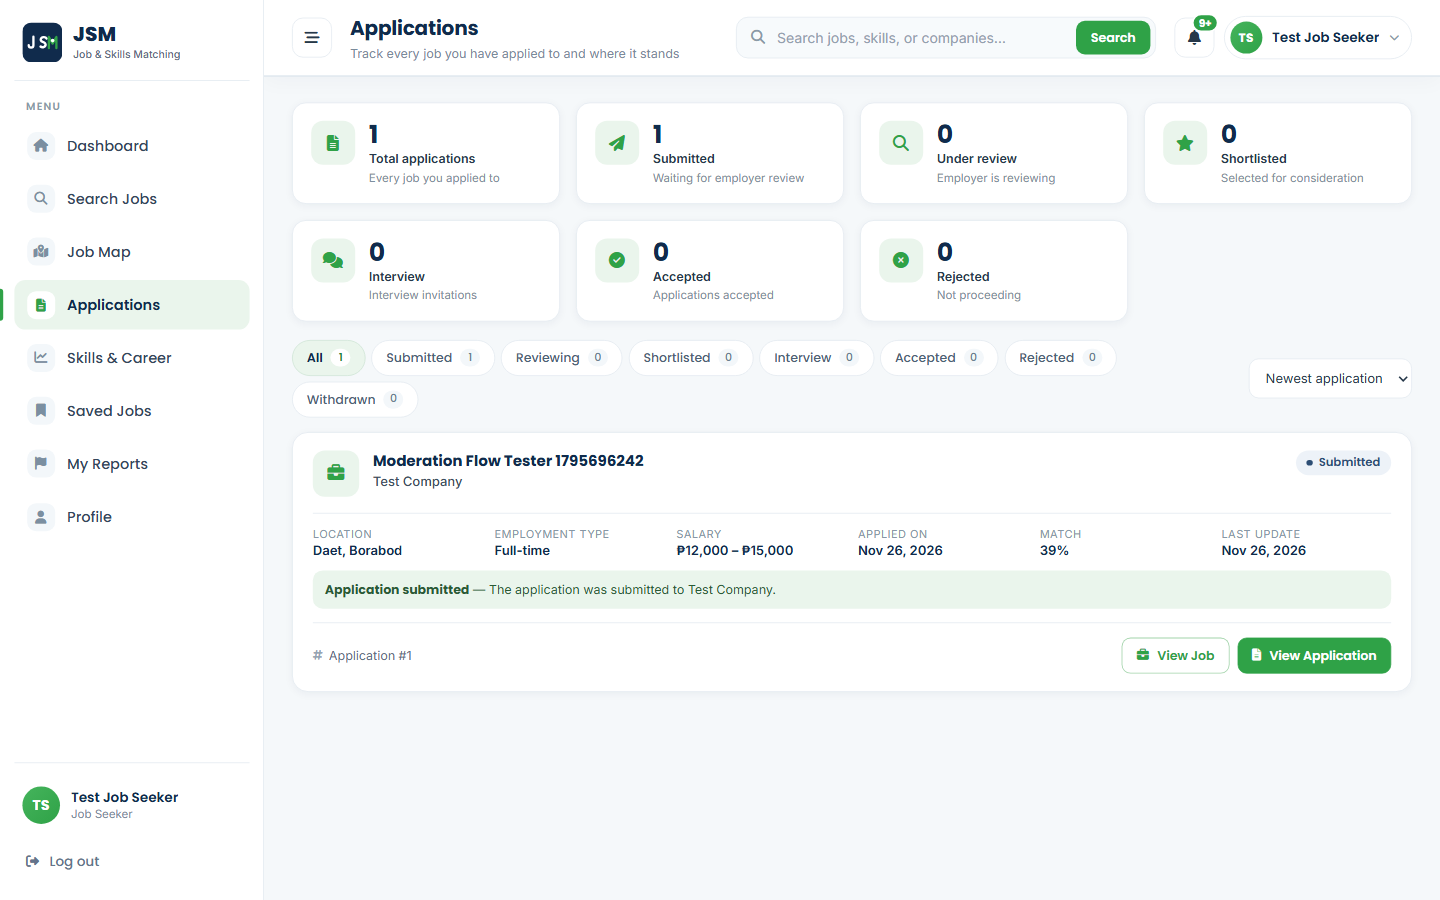 JSM
JSM
Job & Skills Matching
MENU
Dashboard
Search Jobs
Job Map
Applications
Skills & Career
Saved Jobs
My Reports
Profile
TS
Test Job Seeker
Job Seeker
Log out
Applications
Track every job you have applied to and where it stands
Search jobs, skills, or companies...
Search
9+
TS
Test Job Seeker
1
Total applications
Every job you applied to
1
Submitted
Waiting for employer review
0
Under review
Employer is reviewing
0
Shortlisted
Selected for consideration
0
Interview
Interview invitations
0
Accepted
Applications accepted
0
Rejected
Not proceeding
All 1
Submitted 1
Reviewing 0
Shortlisted 0
Interview 0
Accepted 0
Rejected 0
Withdrawn 0
Newest application
Moderation Flow Tester 1795696242
Test Company
Submitted
LOCATION
Daet, Borabod
EMPLOYMENT TYPE
Full-time
SALARY
₱12,000 – ₱15,000
APPLIED ON
Nov 26, 2026
MATCH
39%
LAST UPDATE
Nov 26, 2026
Application submitted — The application was submitted to Test Company.
# Application #1
View Job
View Application